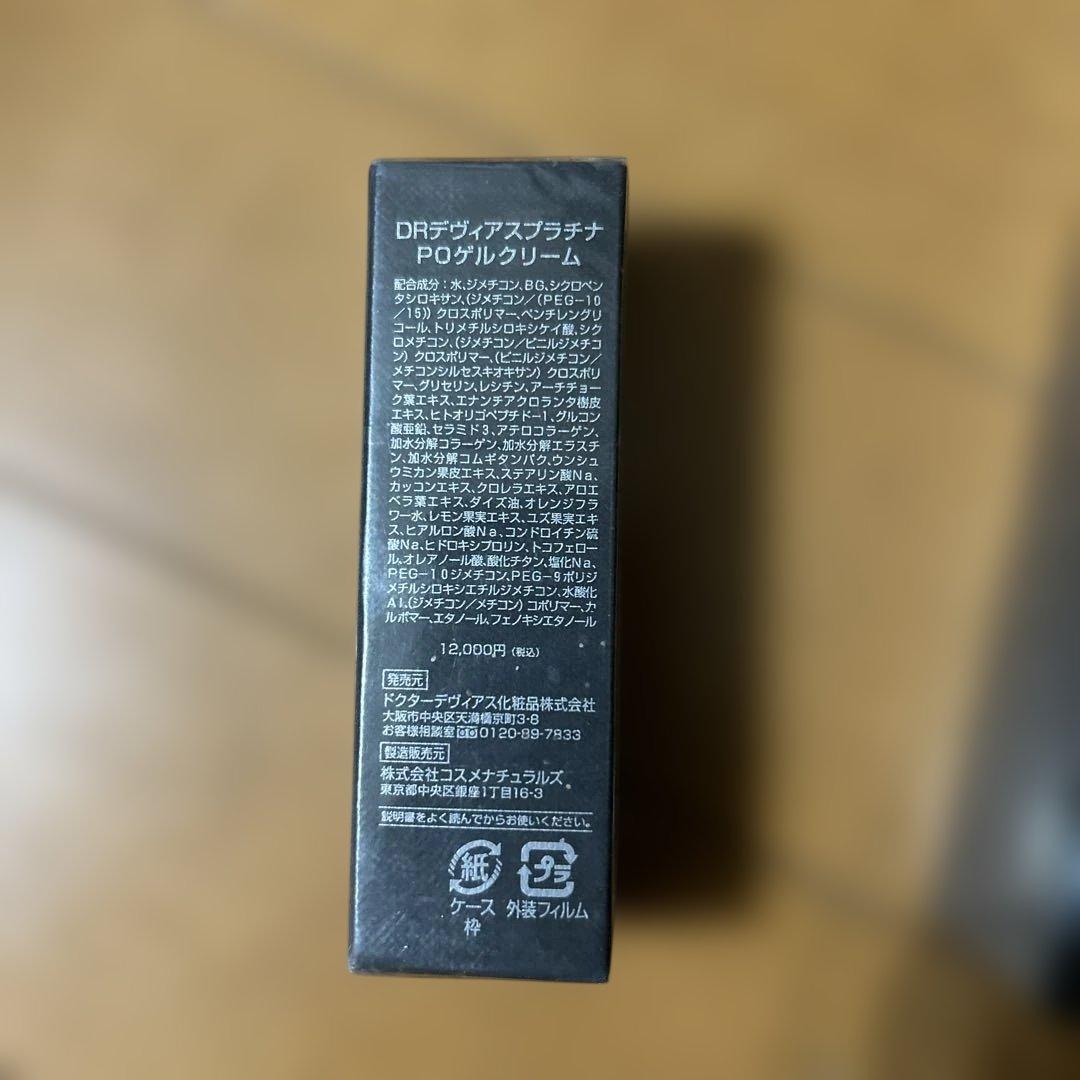 DRデヴィアスプラチナ
POゲルクリーム
配合成分：水、ジメチコン、BG、シクロペン
タシロキサン、(ジメチコン／(PEG-10
／15)) クロスポリマー、ペンチレングリ
コール、トリメチルシロキシケイ酸、シク
ロメチコン、(ジメチコン／ビニルジメチコ
ン) クロスポリマー、(ビニルジメチコン／
メチコンシルセスキオキサン) クロスポリ
マー、グリセリン、レシチン、アーチチョー
ク葉エキス、エナンチアクロランタ樹皮
エキス、ヒトオリゴペプチド-1、グルコン
酸亜鉛、セラミド3、アテロコラーゲン、
加水分解コラーゲン、加水分解エラスチ
ン、加水分解コムギタンパク、ウンシュ
ウミカン果皮エキス、ステアリン酸Na、
カッコンエキス、クロレラエキス、アロエ
ベラ葉エキス、ダイズ油、オレンジフラ
ワー水、レモン果実エキス、ユズ果実エキ
ス、ヒアルロン酸Na、コンドロイチン硫
酸Na、ヒドロキシプロリン、トコフェロー
ル、オレアノール酸、酸化チタン、塩化Na、
PEG-10ジメチコン、PEG-9ポリジ
メチルシロキシエチルジメチコン、水酸化
Al、(ジメチコン／メチコン) コポリマー、カ
ルボマー、エタノール、フェノキシエタノール
12,000円 (税込)
発売元
ドクターデヴィアス化粧品株式会社
大阪市中央区天満橋京町3-8
お客様相談室 0120-89-7833
製造販売元
株式会社コスメナチュラルズ
東京都中央区銀座1丁目16-3
説明書をよく読んでからお使いください。
紙 プラ
ケース 外装フィルム
枠